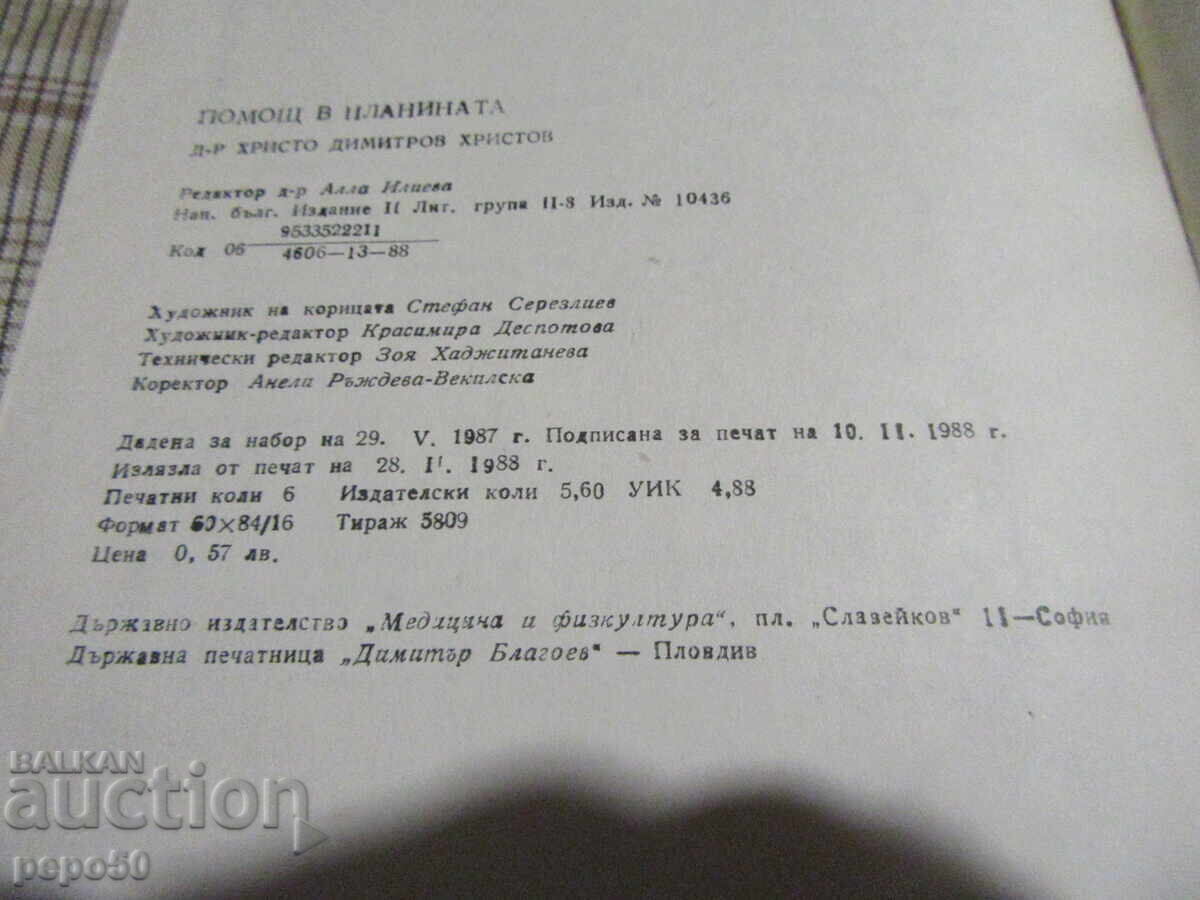 ПОМОЩ В ПЛАНИНАТА
Д-Р ХРИСТО ДИМИТРОВ ХРИСТОВ
Редактор д-р Алла Илиева
Нац. бълг. Издание II Лит. група II-8 Изд. № 10436
9533522211
Код 06
4606—13—88
Художник на корицата Стефан Серезлиев
Художник-редактор Красимира Деспотова
Технически редактор Зоя Хаджитанева
Коректор Анела Ръждева-Векилска
Дадена за набор на 29. V. 1987 г. Подписана за печат на 10. II. 1988 г.
Излязла от печат на 28. II. 1988 г.
Печатни коли 6 Издателски коли 5,60 УИК 4,88
Формат 60×84/16 Тираж 5809
Цена 0, 57 лв.
Държавно издателство „Медицина и физкултура“, пл. „Славейков“ 11—София
Държавна печатница „Димитър Благоев“ — Пловдив
BALKAN
auction
pepo50